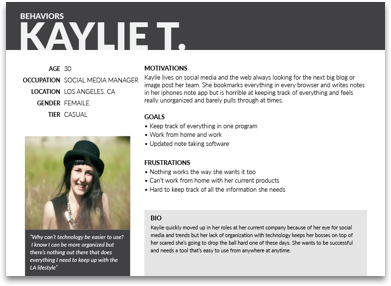 BEHAVIORS
KAYLIE T.
AGE 30
OCCUPATION SOCIAL MEDIA MANAGER
LOCATION LOS ANGELES, CA
GENDER FEMAILE
TIER CASUAL
"Why can't technology be easier to use?
I know I can be more organized but
there's nothing out there that does
everything I need to keep up with the
LA lifestyle"
MOTIVATIONS
Kaylie lives on social media and the web always looking for the next big blog or
image post her team. She bookmarks everything in every browser and writes notes
in her iphones note app but is horrible at keeping track of everything and feels
really unorganized and barely pulls through at times.
GOALS
• Keep track of everything in one program
• Work from home and work
• Updated note taking software
FRUSTRATIONS
• Nothing works the way she wants it too
• Can't work from home with her current products
• Hard to keep track of all the information she needs
BIO
Kaylie quickly moved up in her roles at her current company because of her eye for social
media and trends but her lack of organization with technology keeps her bosses on top of
her scared she's going to drop the ball hard one of these days. She wants to be successful
and needs a tool that's easy to use from anywhere at anytime.